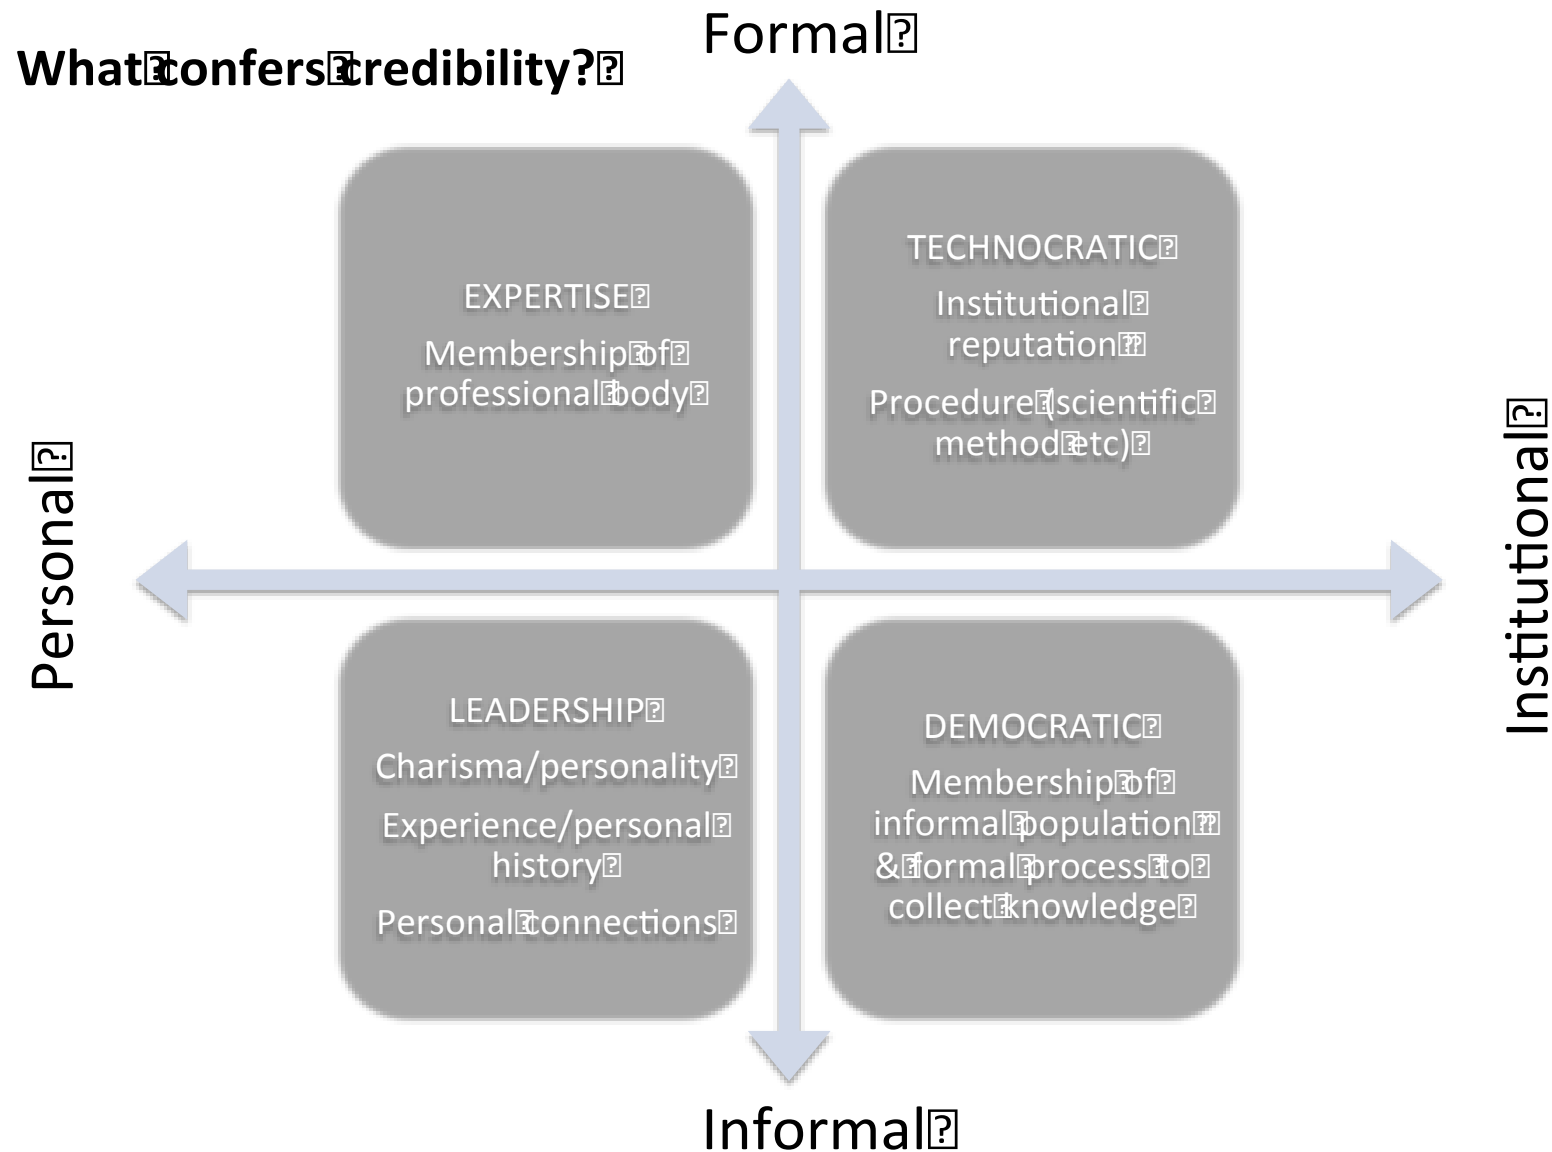 What confers credibility?
Formal
Personal
Institutional
EXPERTISE
Membership of
professional body
TECHNOCRATIC
Institutional
reputation
Procedure (scientific
method etc)
LEADERSHIP
Charisma/personality
Experience/personal
history
Personal connections
DEMOCRATIC
Membership of
informal population
& formal process to
collect knowledge
Informal